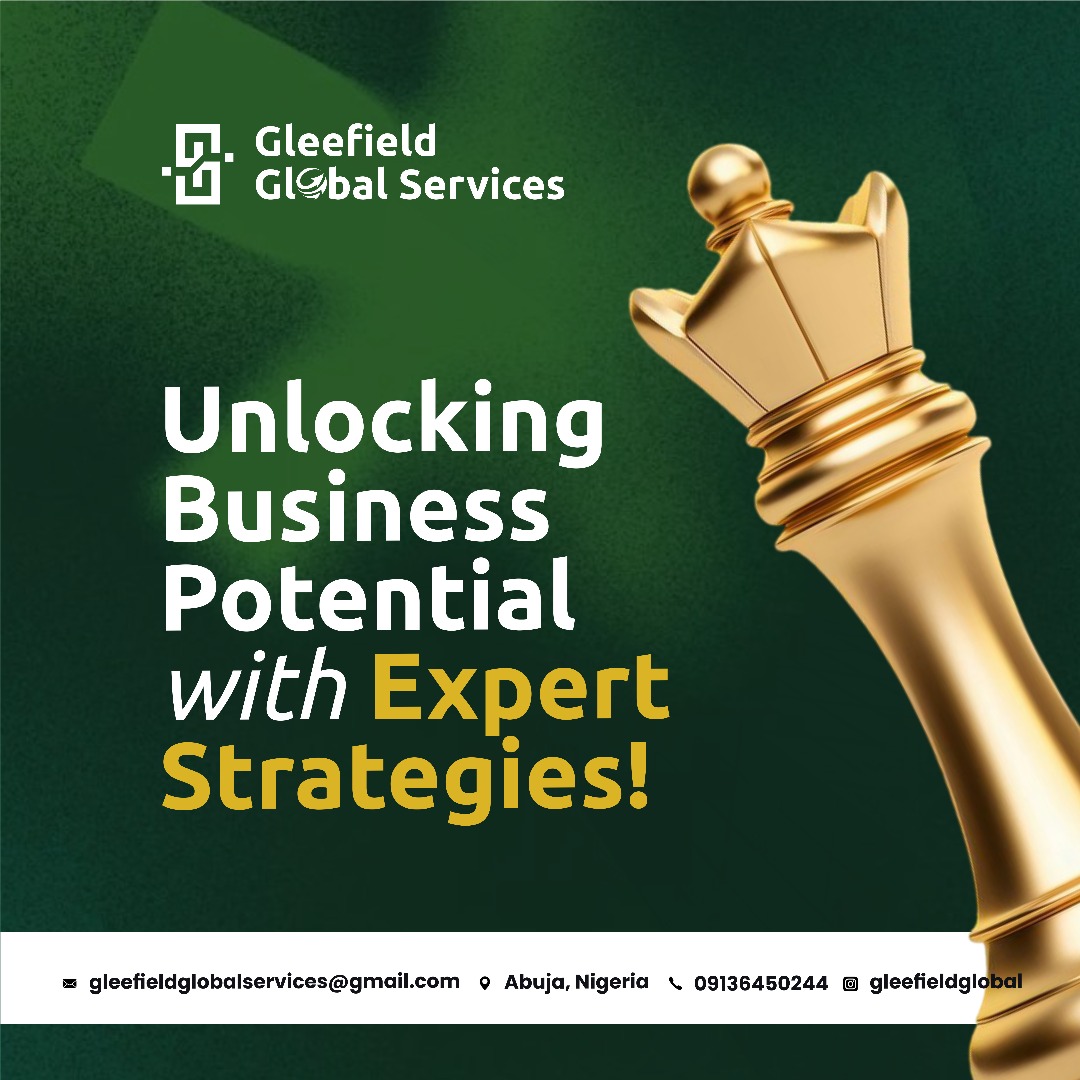 Gleefield
Global Services
Unlocking
Business
Potential
with Expert
Strategies!
gleefieldglobalservices@gmail.com Abuja, Nigeria 09136450244 gleefieldglobal